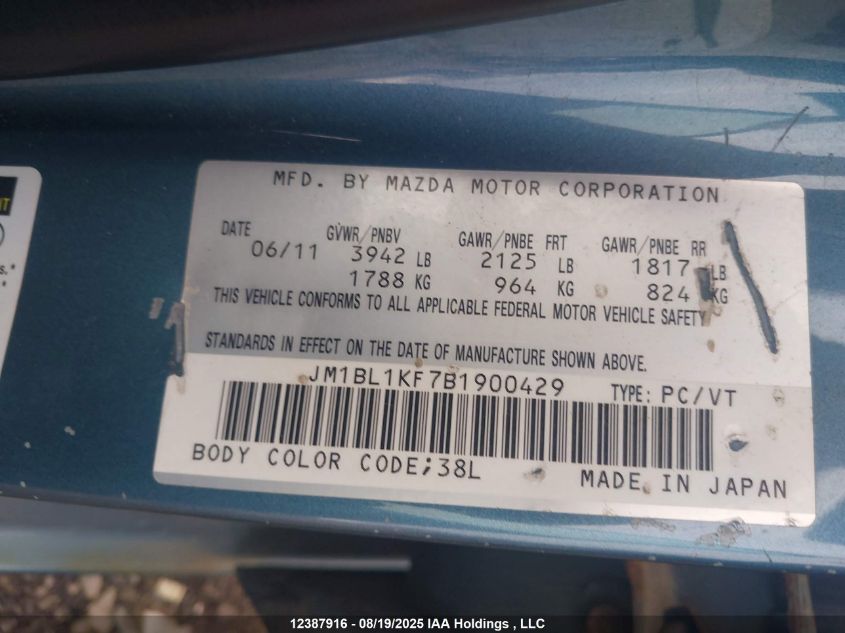 MFD. BY MAZDA MOTOR CORPORATION
DATE GVWR/PNBV GAWR/PNBE FRT GAWR/PNBE RR
06/11 3942 LB 2125 LB 1817 LB
1788 KG 964 KG 824 KG
THIS VEHICLE CONFORMS TO ALL APPLICABLE FEDERAL MOTOR VEHICLE SAFETY
STANDARDS IN EFFECT ON THE DATE OF MANUFACTURE SHOWN ABOVE.
JM1BL1KF7B1900429 TYPE: PC/VT
BODY COLOR CODE;38L MADE IN JAPAN
12387916 - 08/19/2025 IAA Holdings , LLC